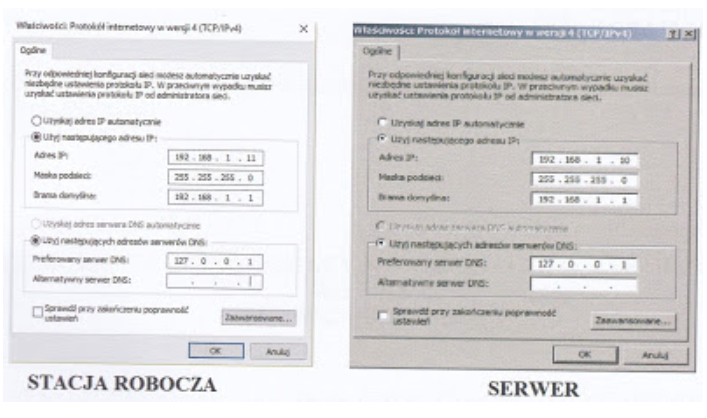 Właściwości: Protokół internetowy w wersji 4 (TCP/IPv4)
Ogólne
Przy odpowiedniej konfiguracji sieci możesz automatycznie uzyskać
niezbędne ustawienia protokołu IP. W przeciwnym wypadku musisz
uzyskać ustawienia protokołu IP od administratora sieci.
Uzyskaj adres IP automatycznie
Użyj następującego adresu IP:
Adres IP: 192 . 168 . 1 . 11
Maska podsieci: 255 . 255 . 255 . 0
Brama domyślna: 192 . 168 . 1 . 1
Uzyskaj adres serwera DNS automatycznie
Użyj następujących adresów serwerów DNS:
Preferowany serwer DNS: 127 . 0 . 0 . 1
Alternatywny serwer DNS: . . .
Sprawdź przy zakończeniu poprawność
ustawień
Zaawansowane...
OK Anuluj
STACJA ROBOCZA
Właściwości: Protokół internetowy w wersji 4 (TCP/IPv4)
Ogólne
Przy odpowiedniej konfiguracji sieci możesz automatycznie uzyskać
niezbędne ustawienia protokołu IP. W przeciwnym wypadku musisz
uzyskać ustawienia protokołu IP od administratora sieci.
Uzyskaj adres IP automatycznie
Użyj następującego adresu IP:
Adres IP: 192 . 168 . 1 . 10
Maska podsieci: 255 . 255 . 255 . 0
Brama domyślna: 192 . 168 . 1 . 1
Uzyskaj adres serwera DNS automatycznie
Użyj następujących adresów serwerów DNS:
Preferowany serwer DNS: 127 . 0 . 0 . 1
Alternatywny serwer DNS: . . .
Sprawdź przy zakończeniu poprawność
ustawień
Zaawansowane...
OK Anuluj
SERWER